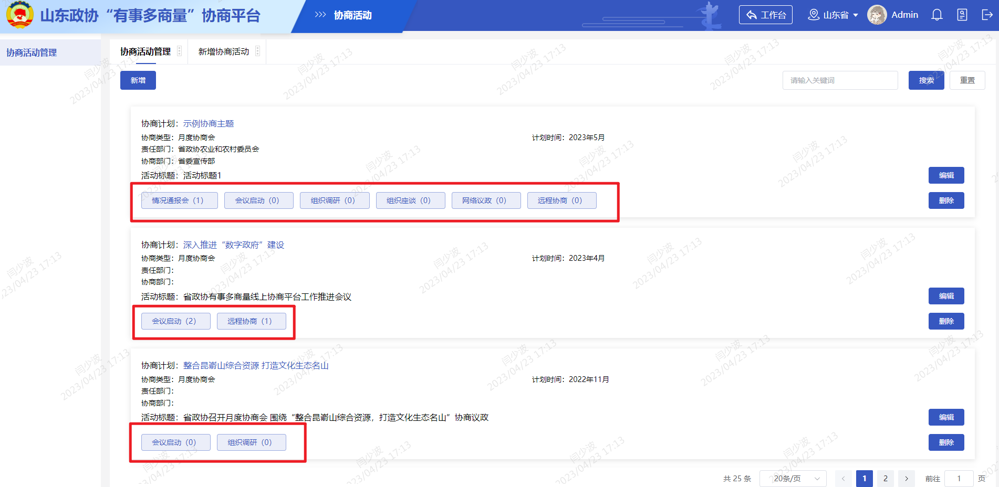 山东政协“有事多商量”协商平台
>>> 协商活动
工作台
山东省
Admin
协商活动管理
协商活动管理
新增协商活动
新增
请输入关键词
搜索
重置
协商计划：示例协商主题
协商类型：月度协商会
计划时间：2023年5月
责任部门：省政协农业和农村委员会
协商部门：省委宣传部
活动标题：活动标题1
编辑
情况通报会（1）
会议启动（0）
组织调研（0）
组织座谈（0）
网络议政（0）
远程协商（0）
删除
协商计划：深入推进“数字政府”建设
协商类型：月度协商会
计划时间：2023年4月
责任部门：
协商部门：
活动标题：省政协有事多商量线上协商平台工作推进会议
编辑
会议启动（2）
远程协商（1）
删除
协商计划：整合昆嵛山综合资源 打造文化生态名山
协商类型：月度协商会
计划时间：2022年11月
责任部门：
协商部门：
活动标题：省政协召开月度协商会 围绕“整合昆嵛山综合资源，打造文化生态名山”协商议政
编辑
会议启动（0）
组织调研（0）
删除
共 25 条
20条/页
1
2
前往
1
页
闫少波
2023/04/23 17:13